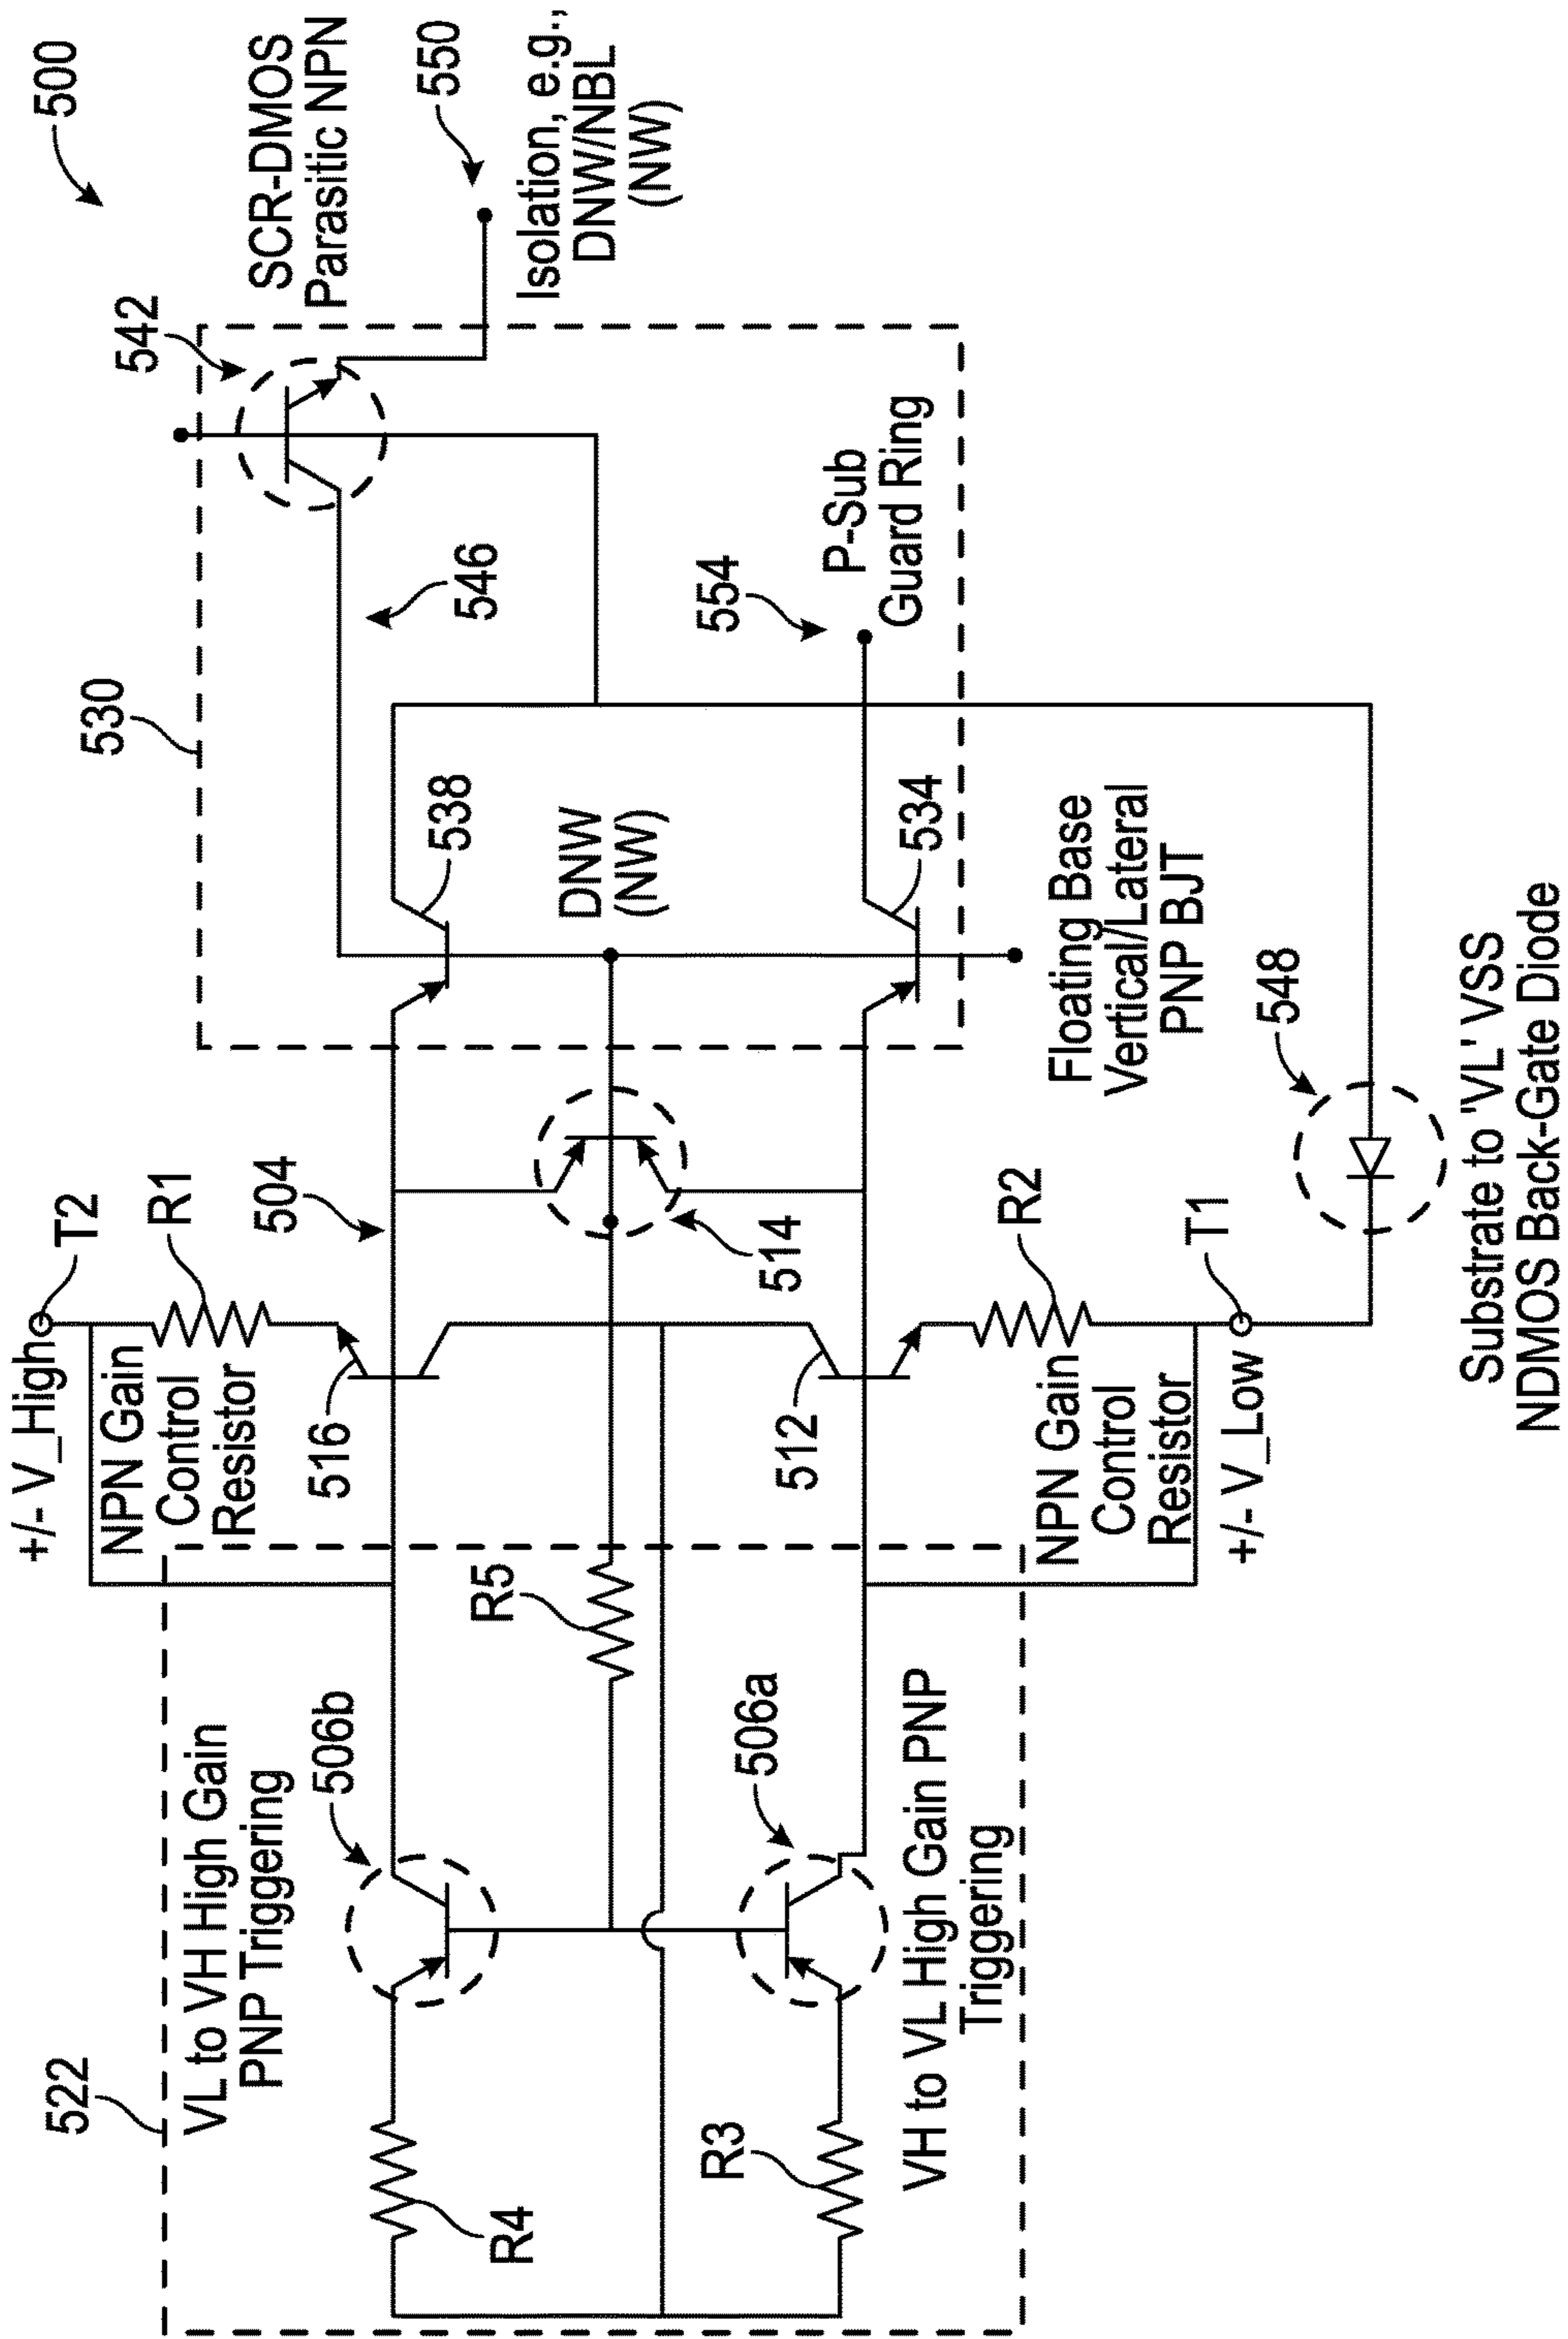 500
SCR-DMOS
Parasitic NPN
550
Isolation, e.g.,
DNW/NBL
(NW)
542
530
546
554
P-Sub
Guard Ring
538
DNW
(NW)
534
Floating Base
Vertical/Lateral
PNP BJT
548
Substrate to 'VL' VSS
NDMOS Back-Gate Diode
T2
R1
504
514
R2
T1
+/- V_High
NPN Gain
Control
Resistor
516
512
NPN Gain
Control
Resistor
+/- V_Low
R5
522
VL to VH High Gain
PNP Triggering
506b
506a
VH to VL High Gain PNP
Triggering
R4
R3